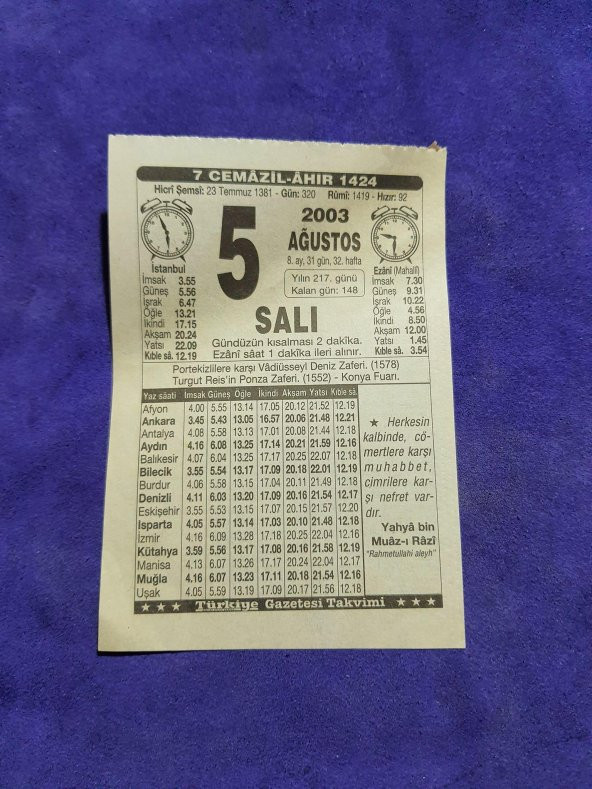 7 CEMÂZİL-ÂHIR 1424
Hicrî Şemsî: 23 Temmuz 1381 - Gün: 320 Rûmî: 1419 - Hızır: 92
5
2003
AĞUSTOS
8. ay, 31 gün, 32. hafta
Yılın 217. günü
Kalan gün: 148
SALI
Gündüzün kısalması 2 dakîka.
Ezânî sâat 1 dakîka ileri alınır.
İstanbul
İmsak 3.55
Güneş 5.56
İşrak 6.47
Öğle 13.21
İkindi 17.15
Akşam 20.24
Yatsı 22.09
Kıble sâ. 12.19
Ezânî (Mahallî)
İmsak 7.30
Güneş 9.31
İşrak 10.22
Öğle 4.56
İkindi 8.50
Akşam 12.00
Yatsı 1.45
Kıble sâ. 3.54
Portekizlilere karşı Vâdiüsseyl Deniz Zaferi. (1578)
Turgut Reis'in Ponza Zaferi. (1552) - Konya Fuarı.
Yaz sâati İmsak Güneş Öğle İkindi Akşam Yatsı Kıble sâ.
Afyon 4.00 5.55 13.14 17.05 20.12 21.52 12.19
Ankara 3.45 5.43 13.05 16.57 20.06 21.48 12.21
Antalya 4.08 5.58 13.13 17.01 20.08 21.44 12.18
Aydın 4.16 6.08 13.25 17.14 20.21 21.59 12.16
Balıkesir 4.07 6.04 13.25 17.17 20.25 22.07 12.18
Bilecik 3.55 5.54 13.17 17.09 20.18 22.01 12.19
Burdur 4.06 5.58 13.15 17.04 20.11 21.49 12.18
Denizli 4.11 6.03 13.20 17.09 20.16 21.54 12.17
Eskişehir 3.55 5.53 13.15 17.07 20.15 21.57 12.20
Isparta 4.05 5.57 13.14 17.03 20.10 21.48 12.18
İzmir 4.16 6.09 13.28 17.18 20.25 22.04 12.16
Kütahya 3.59 5.56 13.17 17.08 20.16 21.58 12.19
Manisa 4.13 6.07 13.26 17.17 20.24 22.04 12.17
Muğla 4.16 6.07 13.23 17.11 20.18 21.54 12.16
Uşak 4.05 5.59 13.19 17.09 20.17 21.56 12.18
★ Herkesin
kalbinde, cö-
mertlere karşı
muhabbet,
cimrilere kar-
şı nefret var-
dır.
Yahyâ bin
Muâz-ı Râzî
"Rahmetullahi aleyh"
★ ★ ★ Türkiye Gazetesi Takvimi ★ ★ ★